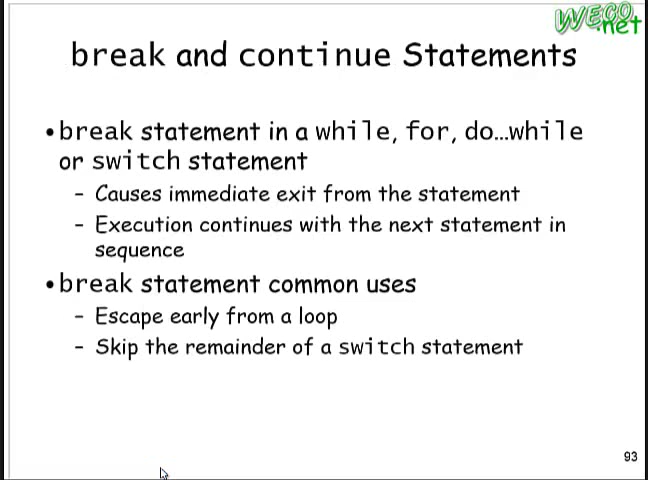 WECO
.net
break and continue Statements
•break statement in a while, for, do…while
or switch statement
– Causes immediate exit from the statement
– Execution continues with the next statement in
sequence
•break statement common uses
– Escape early from a loop
– Skip the remainder of a switch statement
93